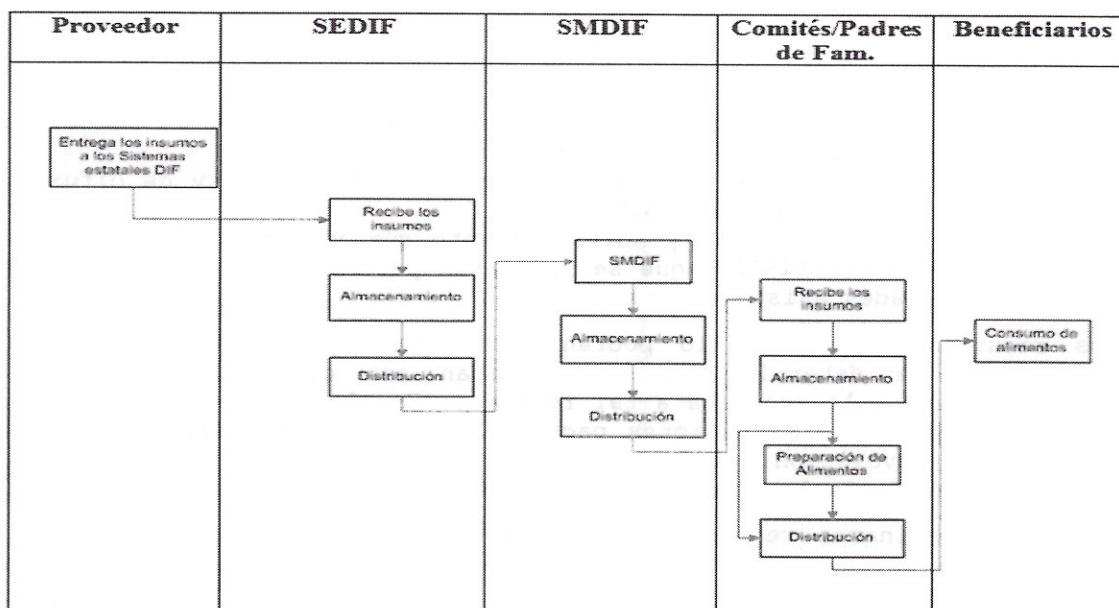 Proveedor
SEDIF
SMDIF
Comités/Padres
de Fam.
Beneficiarios
Entrega los insumos
a los Sistemas
estatales DIF
Recibe los
insumos
Almacenamiento
Distribución
SMDIF
Almacenamiento
Distribución
Recibe los
insumos
Almacenamiento
Preparación de
Alimentos
Distribución
Consumo de
alimentos